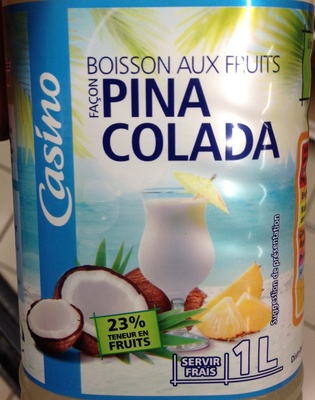 Casino
BOISSON AUX FRUITS
FAÇON
PINA
COLADA
23%
TENEUR EN
FRUITS
SERVIR
FRAIS
1L
Suggestion de présentation